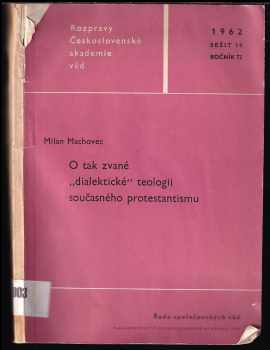 Rozpravy
Československé
akademie
věd
1962
SEŠIT 14
ROČNÍK 72
Milan Machovec
O tak zvané
„dialektické“ teologii
současného protestantismu
003
Řada společenských věd